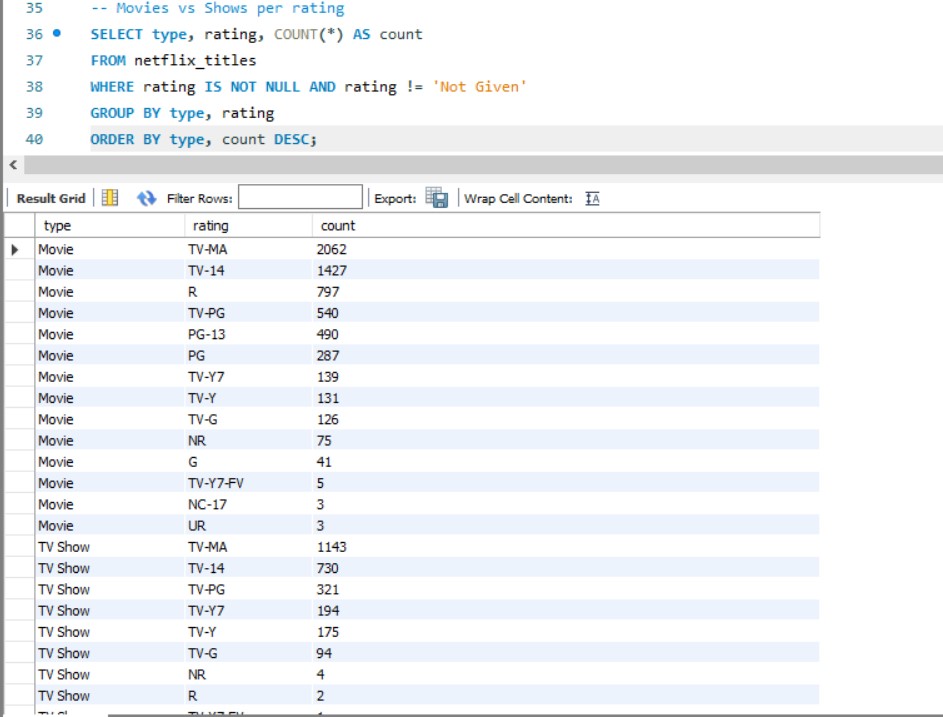 35 -- Movies vs Shows per rating
36 SELECT type, rating, COUNT(*) AS count
37 FROM netflix_titles
38 WHERE rating IS NOT NULL AND rating != 'Not Given'
39 GROUP BY type, rating
40 ORDER BY type, count DESC;
Result Grid Filter Rows: Export: Wrap Cell Content: IA
type rating count
Movie TV-MA 2062
Movie TV-14 1427
Movie R 797
Movie TV-PG 540
Movie PG-13 490
Movie PG 287
Movie TV-Y7 139
Movie TV-Y 131
Movie TV-G 126
Movie NR 75
Movie G 41
Movie TV-Y7-FV 5
Movie NC-17 3
Movie UR 3
TV Show TV-MA 1143
TV Show TV-14 730
TV Show TV-PG 321
TV Show TV-Y7 194
TV Show TV-Y 175
TV Show TV-G 94
TV Show NR 4
TV Show R 2